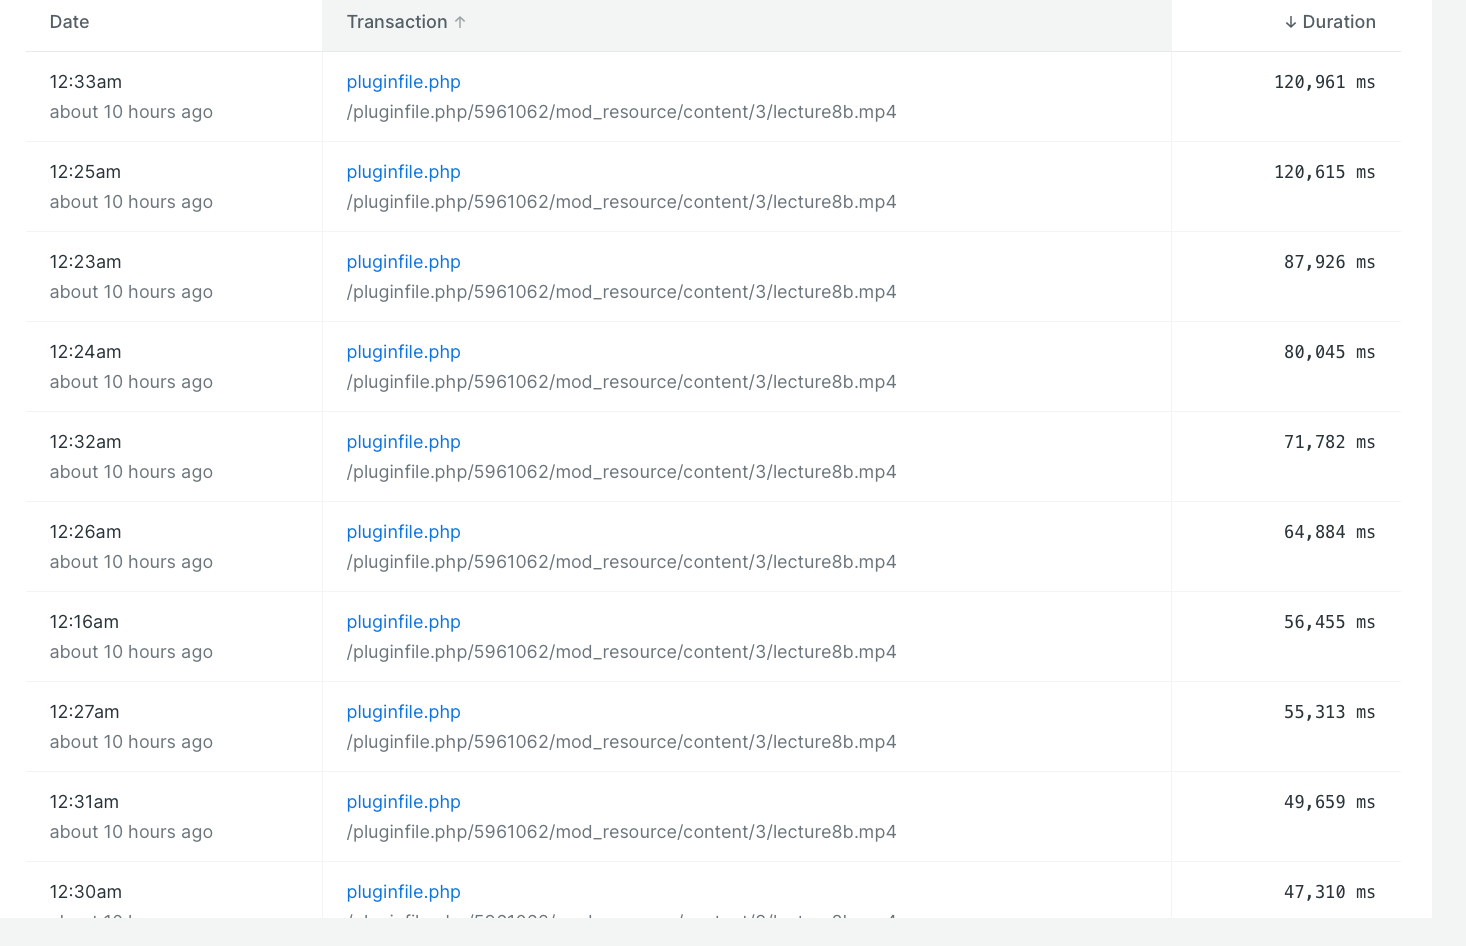 Date Transaction ↑ ↓ Duration
12:33am pluginfile.php 120,961 ms
about 10 hours ago /pluginfile.php/5961062/mod_resource/content/3/lecture8b.mp4
12:25am pluginfile.php 120,615 ms
about 10 hours ago /pluginfile.php/5961062/mod_resource/content/3/lecture8b.mp4
12:23am pluginfile.php 87,926 ms
about 10 hours ago /pluginfile.php/5961062/mod_resource/content/3/lecture8b.mp4
12:24am pluginfile.php 80,045 ms
about 10 hours ago /pluginfile.php/5961062/mod_resource/content/3/lecture8b.mp4
12:32am pluginfile.php 71,782 ms
about 10 hours ago /pluginfile.php/5961062/mod_resource/content/3/lecture8b.mp4
12:26am pluginfile.php 64,884 ms
about 10 hours ago /pluginfile.php/5961062/mod_resource/content/3/lecture8b.mp4
12:16am pluginfile.php 56,455 ms
about 10 hours ago /pluginfile.php/5961062/mod_resource/content/3/lecture8b.mp4
12:27am pluginfile.php 55,313 ms
about 10 hours ago /pluginfile.php/5961062/mod_resource/content/3/lecture8b.mp4
12:31am pluginfile.php 49,659 ms
about 10 hours ago /pluginfile.php/5961062/mod_resource/content/3/lecture8b.mp4
12:30am pluginfile.php 47,310 ms